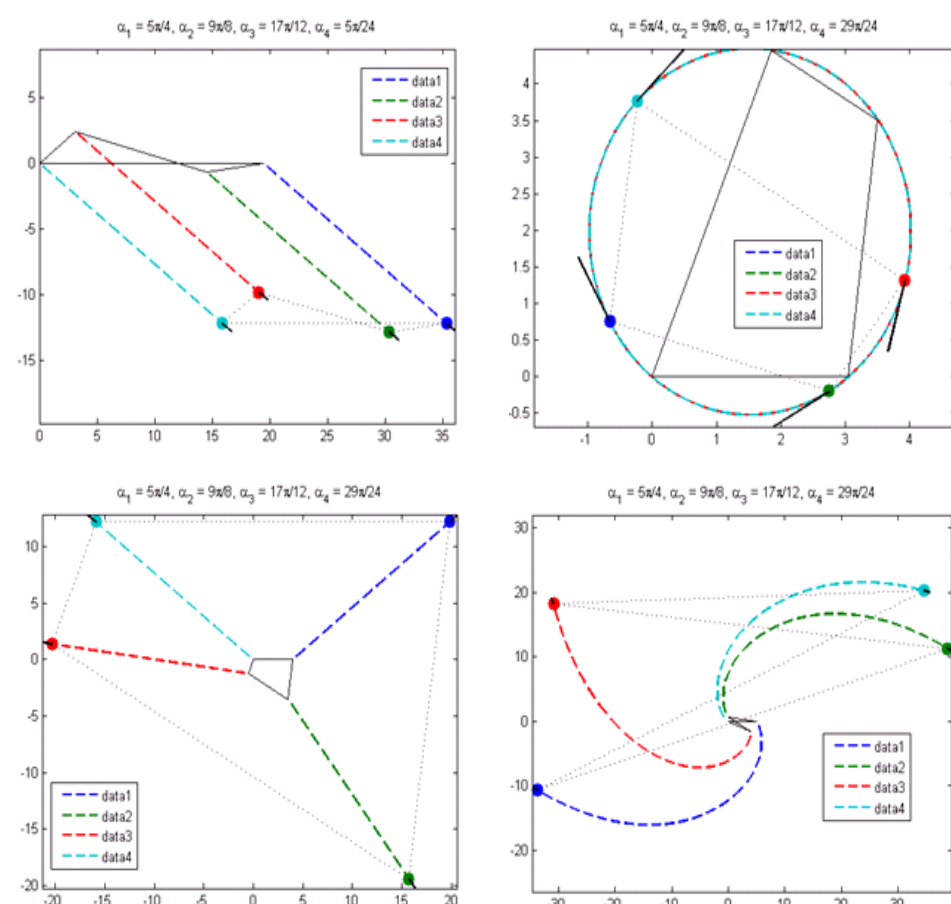 α1 = 5π/4, α2 = 9π/8, α3 = 17π/12, α4 = 5π/24
5
0
-5
-10
-15
0 5 10 15 20 25 30 35
data1
data2
data3
data4
α1 = 5π/4, α2 = 9π/8, α3 = 17π/12, α4 = 29π/24
4
3.5
3
2.5
2
1.5
1
0.5
0
-0.5
-1 0 1 2 3 4
data1
data2
data3
data4
α1 = 5π/4, α2 = 9π/8, α3 = 17π/12, α4 = 29π/24
10
5
0
-5
-10
-15
-20
-20 -15 -10 -5 0 5 10 15 20
data1
data2
data3
data4
α1 = 5π/4, α2 = 9π/8, α3 = 17π/12, α4 = 29π/24
30
20
10
0
-10
-20
-30 -20 -10 0 10 20 30
data1
data2
data3
data4